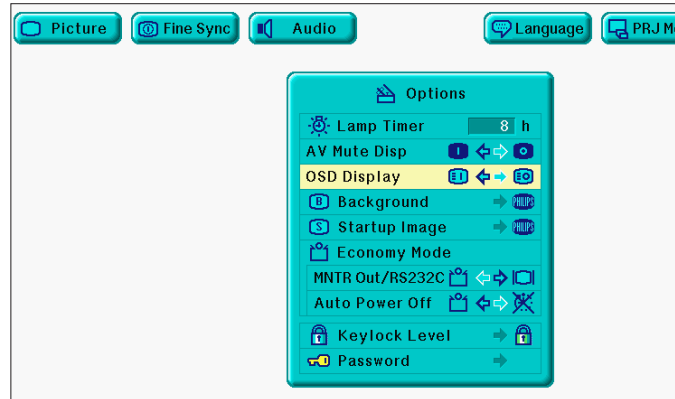 Picture
Fine Sync
Audio
Language
PRJ M
Options
Lamp Timer 8 h
AV Mute Disp
OSD Display
B Background PHILIPS
S Startup Image PHILIPS
Economy Mode
MNTR Out/RS232C
Auto Power Off
Keylock Level
Password